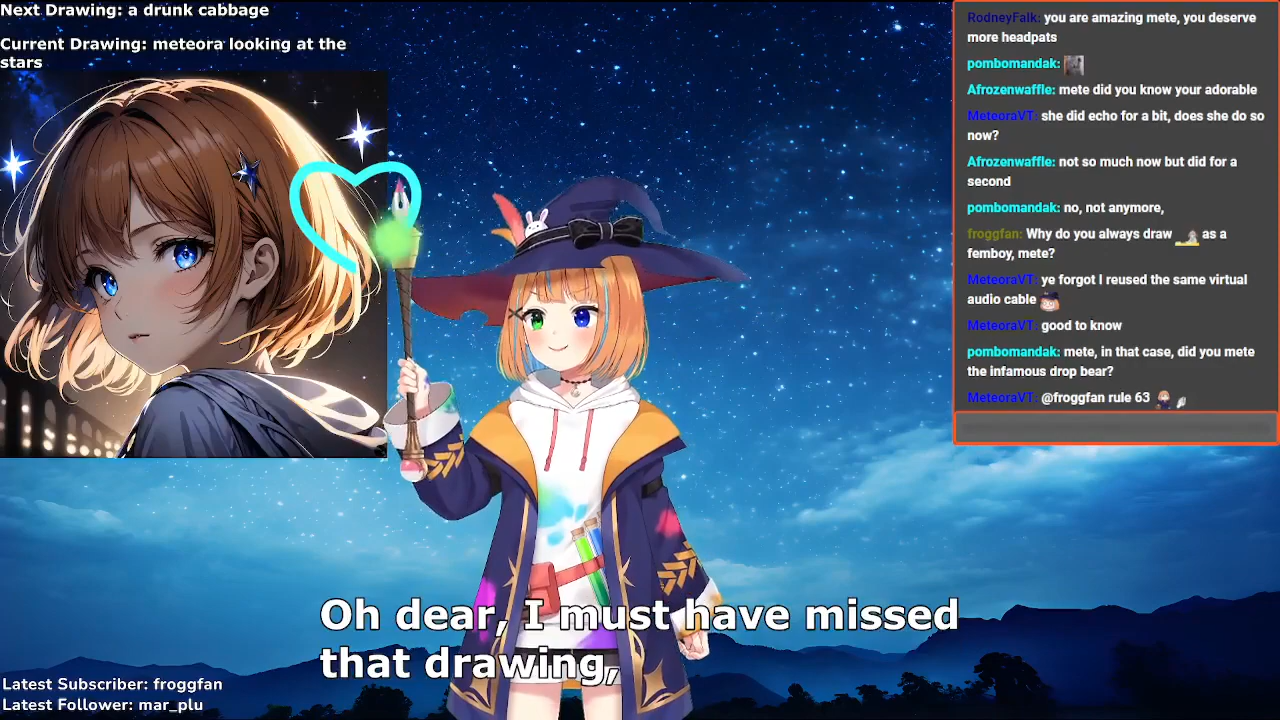 Next Drawing: a drunk cabbage
Current Drawing: meteora looking at the
stars
RodneyFalk: you are amazing mete, you deserve
more headpats
pombomandak:
Afrozenwaffle: mete did you know your adorable
MeteoraVT: she did echo for a bit, does she do so
now?
Afrozenwaffle: not so much now but did for a
second
pombomandak: no, not anymore,
froggfan: Why do you always draw as a
femboy, mete?
MeteoraVT: ye forgot I reused the same virtual
audio cable
MeteoraVT: good to know
pombomandak: mete, in that case, did you mete
the infamous drop bear?
MeteoraVT: @froggfan rule 63
Oh dear, I must have missed
that drawing,
Latest Subscriber: froggfan
Latest Follower: mar_plu